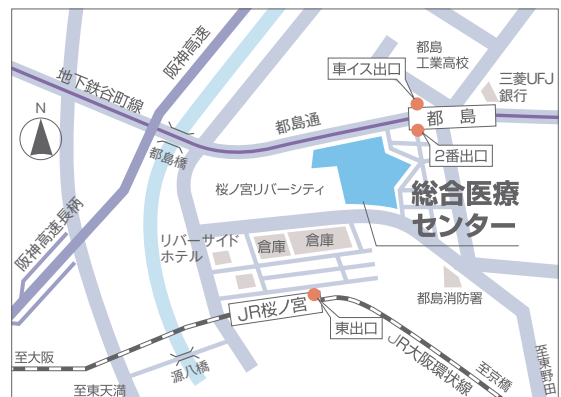 阪神高速
都島
工業高校
車イス出口
三菱UFJ
銀行
地下鉄谷町線
N
都島通
都島
2番出口
都島橋
桜ノ宮リバーシティ
総合医療
センター
阪神高速長柄
リバーサイド
ホテル
倉庫
倉庫
都島消防署
JR桜ノ宮
東出口
至大阪
源八橋
JR大阪環状線
至京橋
至東野田
至東天満